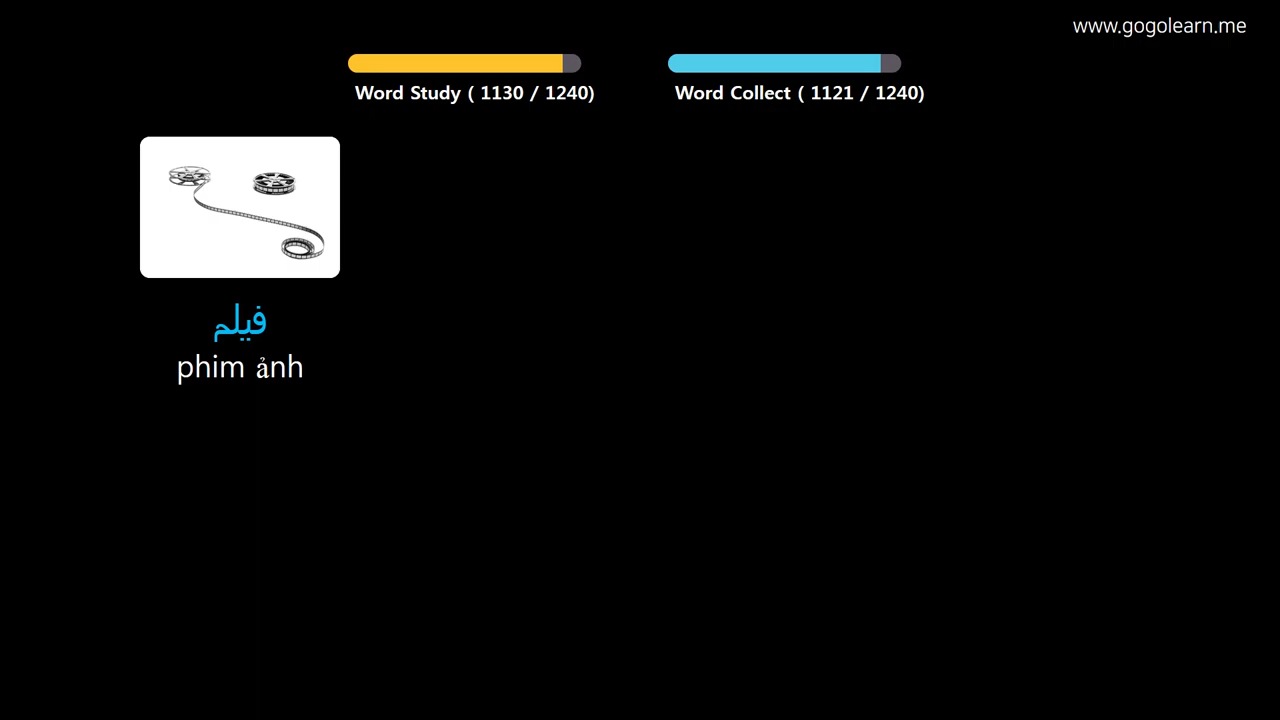 www.gogolearn.me
Word Study ( 1130 / 1240)
Word Collect ( 1121 / 1240)
فيلم
phim ảnh